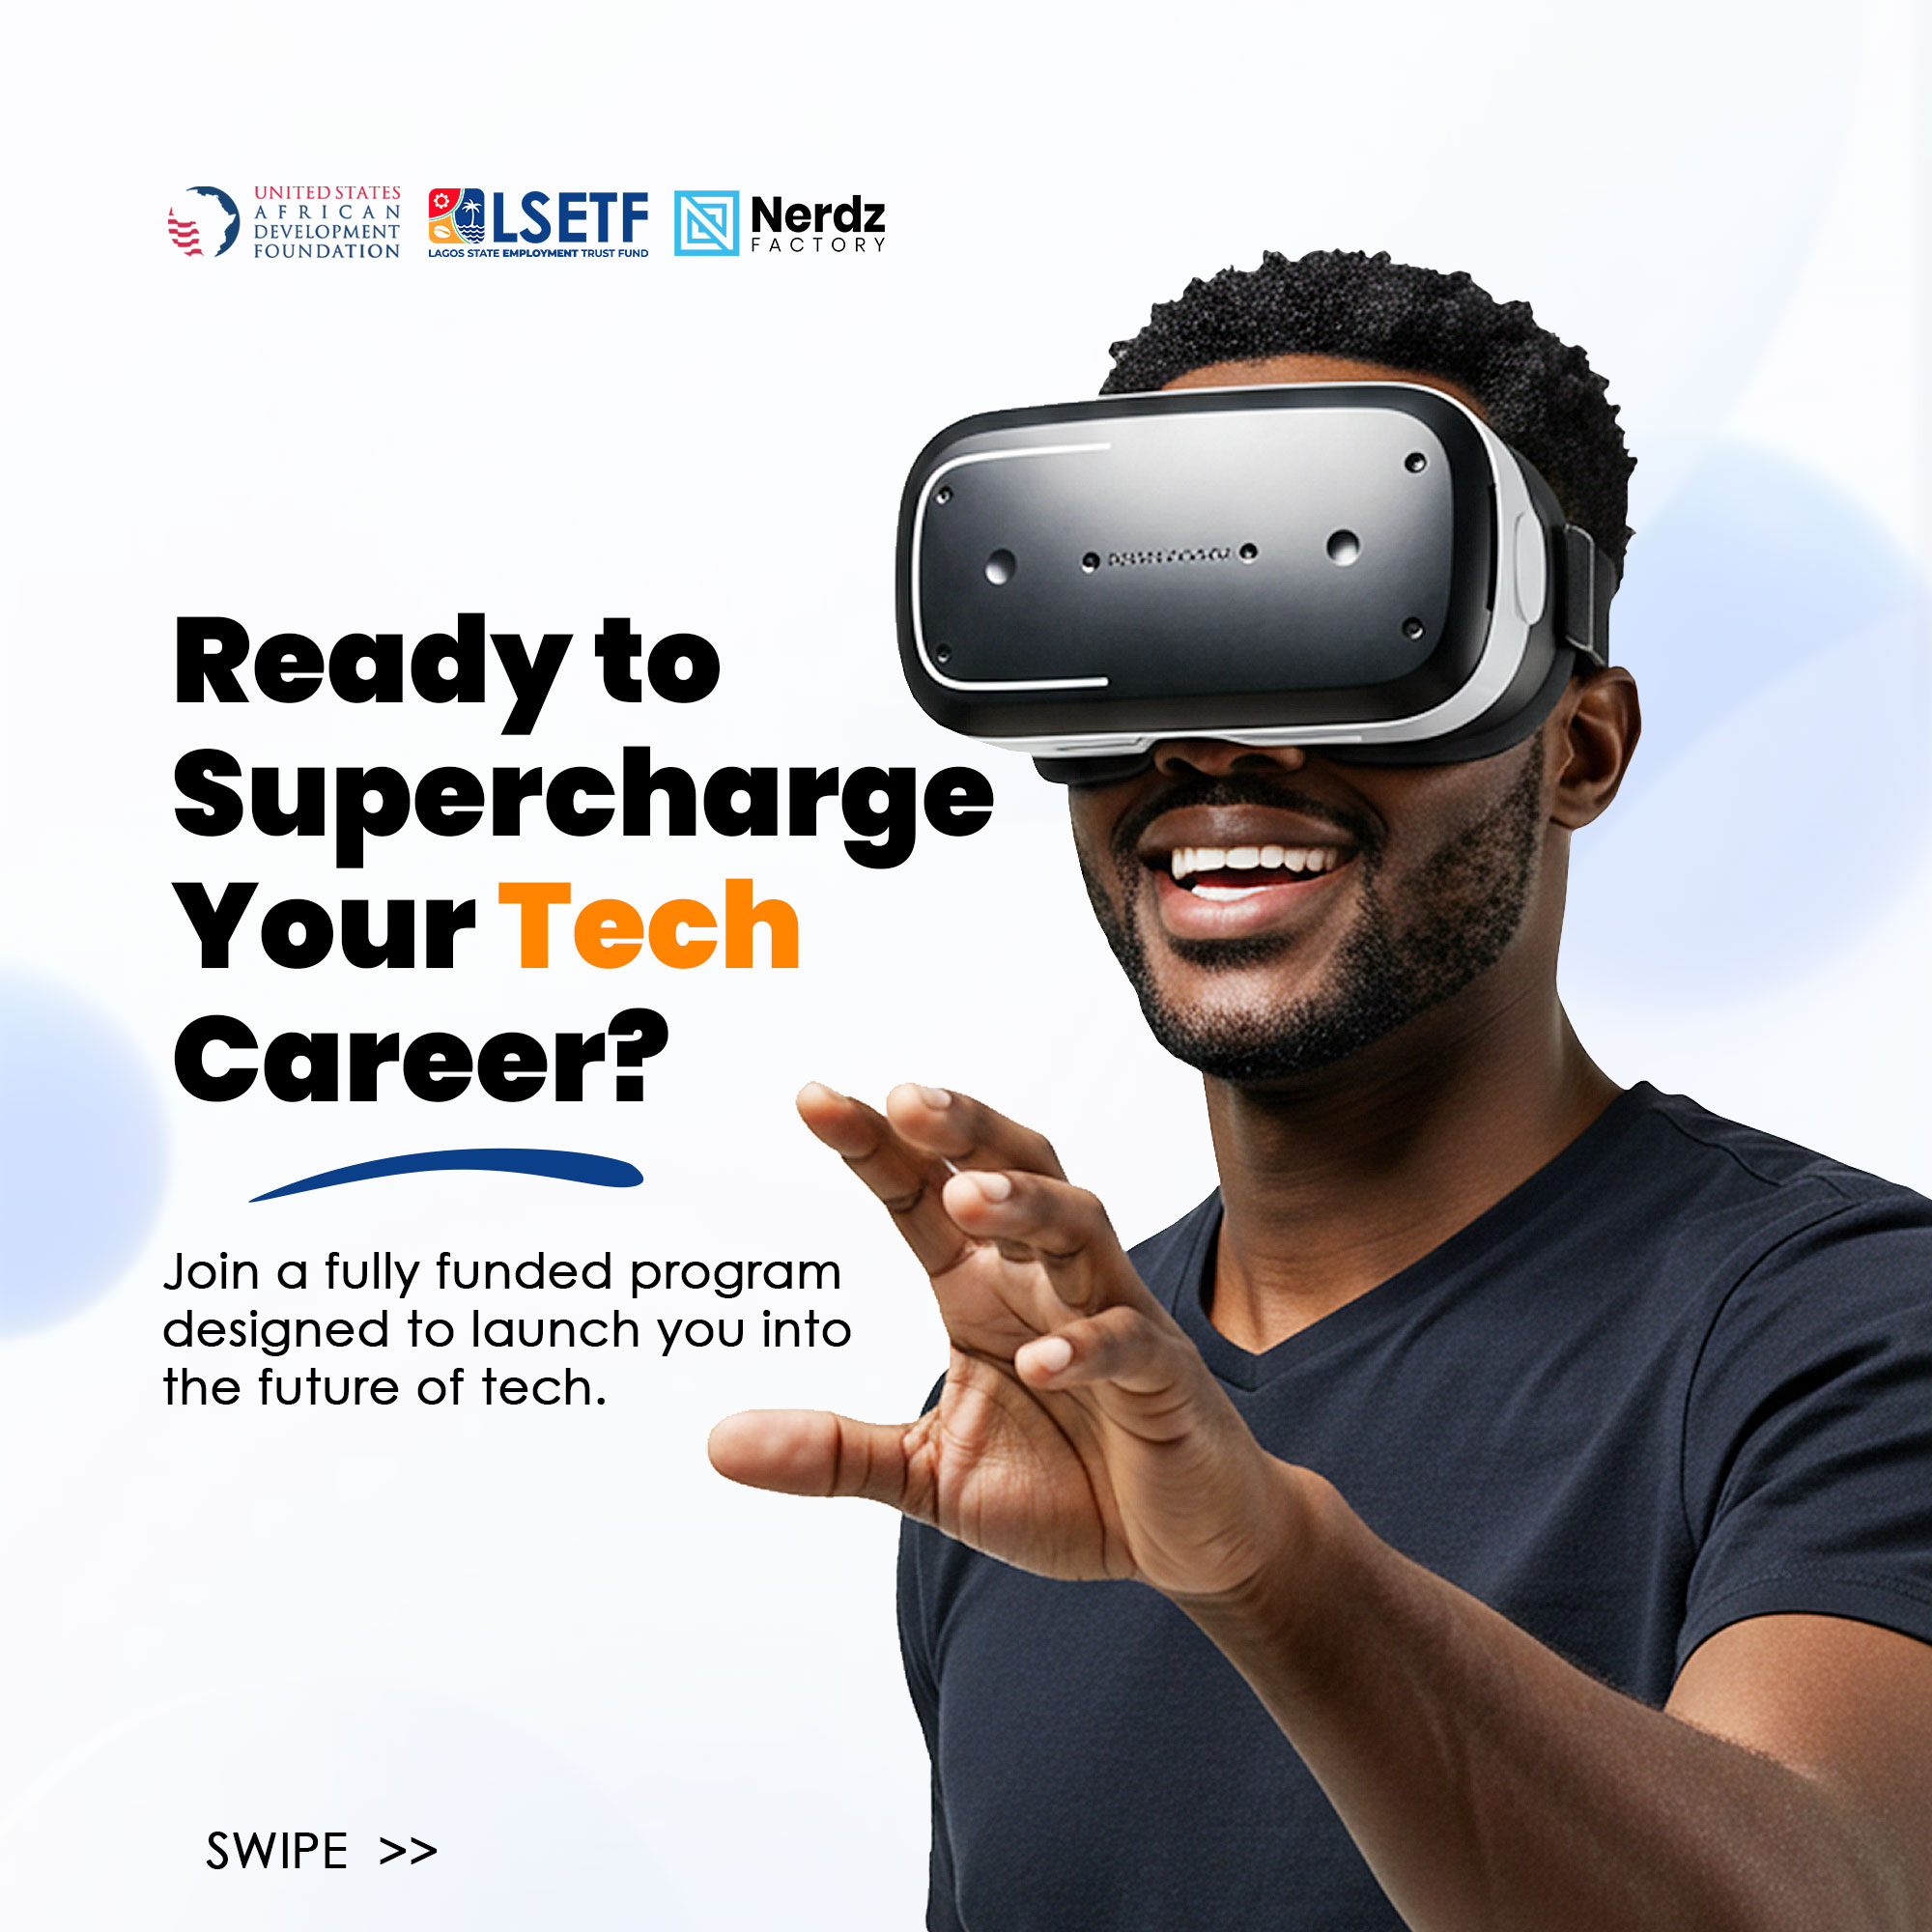 UNITED STATES
AFRICAN
DEVELOPMENT
FOUNDATION
LSETF
LAGOS STATE EMPLOYMENT TRUST FUND
Nerdz
FACTORY
Ready to
Supercharge
Your Tech
Career?
Join a fully funded program
designed to launch you into
the future of tech.
SWIPE >>